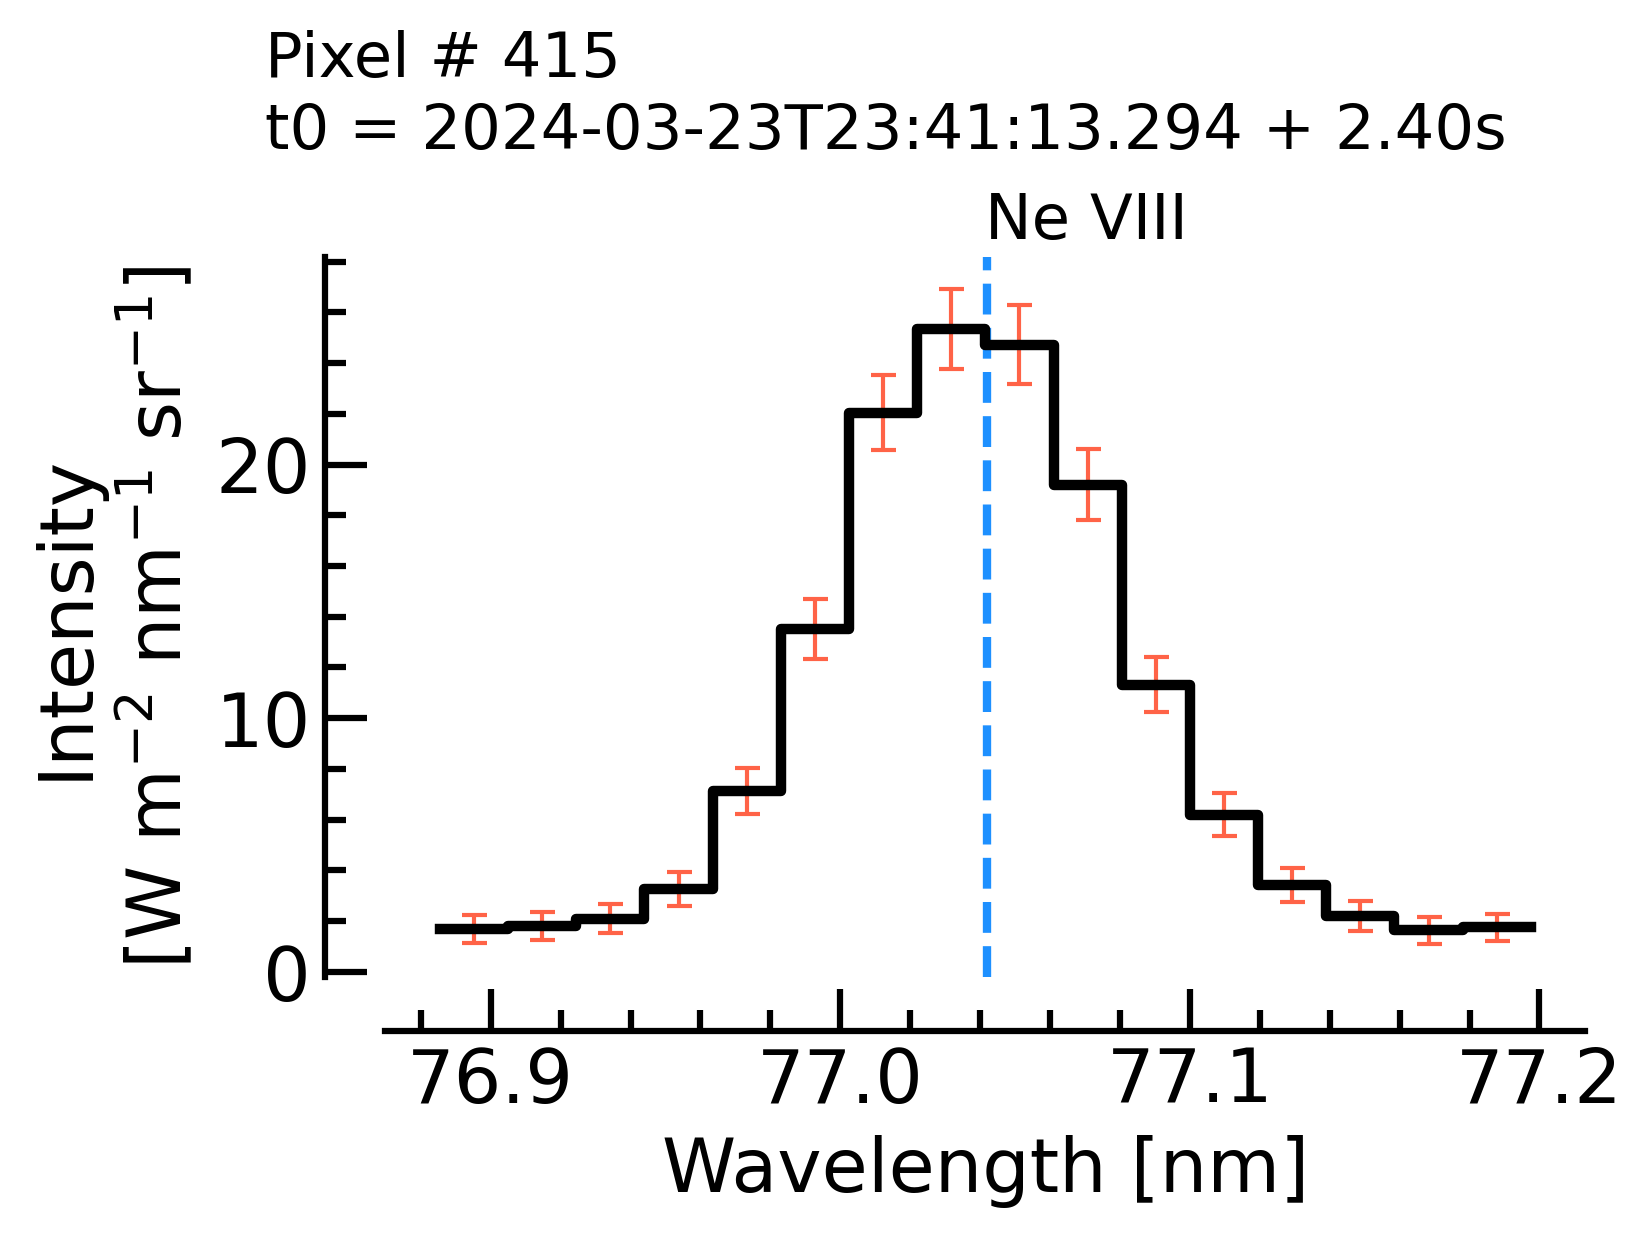 Pixel # 415
t0 = 2024-03-23T23:41:13.294 + 2.40s
Ne VIII
Intensity
[W m⁻² nm⁻¹ sr⁻¹]
20
10
0
76.9 77.0 77.1 77.2
Wavelength [nm]